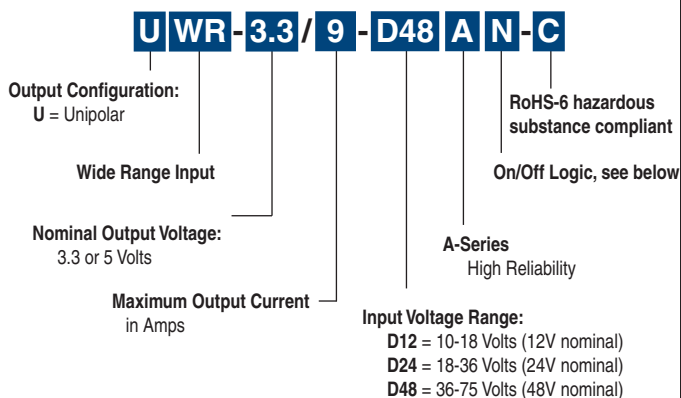 U WR - 3.3 / 9 - D48 A N - C
Output Configuration:
U = Unipolar
RoHS-6 hazardous
substance compliant
Wide Range Input
On/Off Logic, see below
Nominal Output Voltage:
3.3 or 5 Volts
A-Series
High Reliability
Maximum Output Current
in Amps
Input Voltage Range:
D12 = 10-18 Volts (12V nominal)
D24 = 18-36 Volts (24V nominal)
D48 = 36-75 Volts (48V nominal)